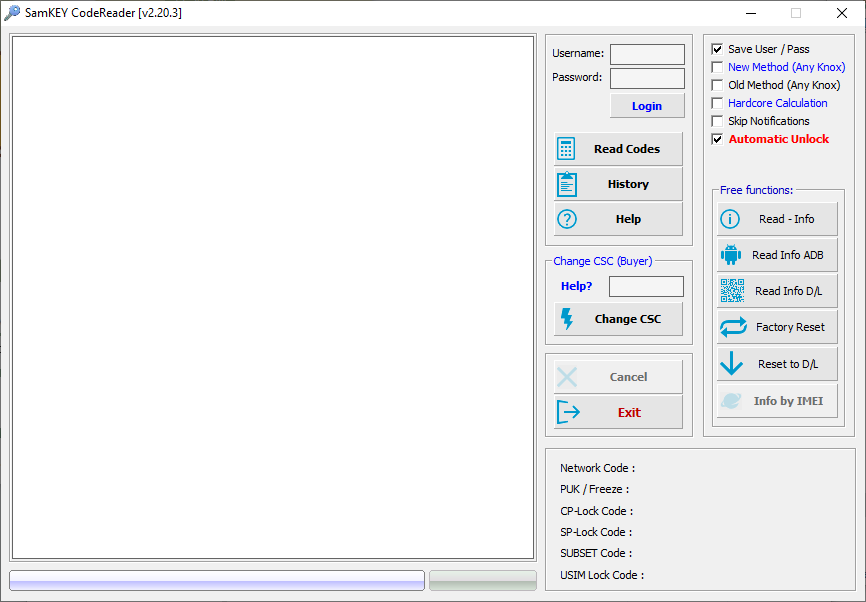 SamKEY CodeReader [v2.20.3]
Username:
Password:
Login
Read Codes
History
Help
Change CSC (Buyer)
Help?
Change CSC
Cancel
Exit
Save User / Pass
New Method (Any Knox)
Old Method (Any Knox)
Hardcore Calculation
Skip Notifications
Automatic Unlock
Free functions:
Read - Info
Read Info ADB
Read Info D/L
Factory Reset
Reset to D/L
Info by IMEI
Network Code :
PUK / Freeze :
CP-Lock Code :
SP-Lock Code :
SUBSET Code :
USIM Lock Code :